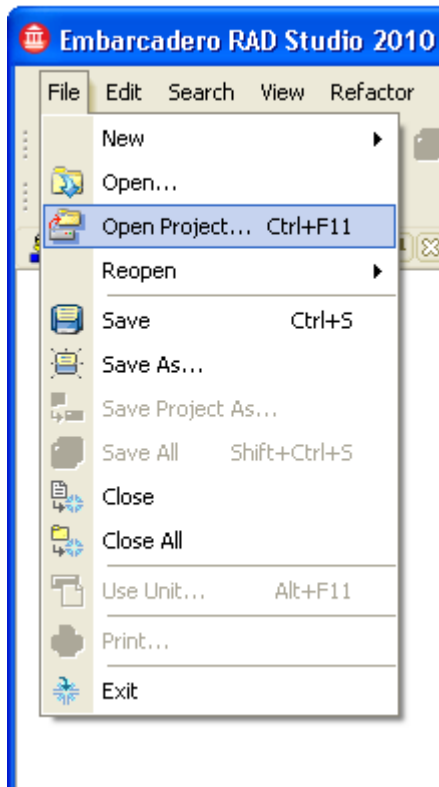 Embarcadero RAD Studio 2010
File Edit Search View Refactor
New
Open...
Open Project... Ctrl+F11
Reopen
Save Ctrl+S
Save As...
Save Project As...
Save All Shift+Ctrl+S
Close
Close All
Use Unit... Alt+F11
Print...
Exit